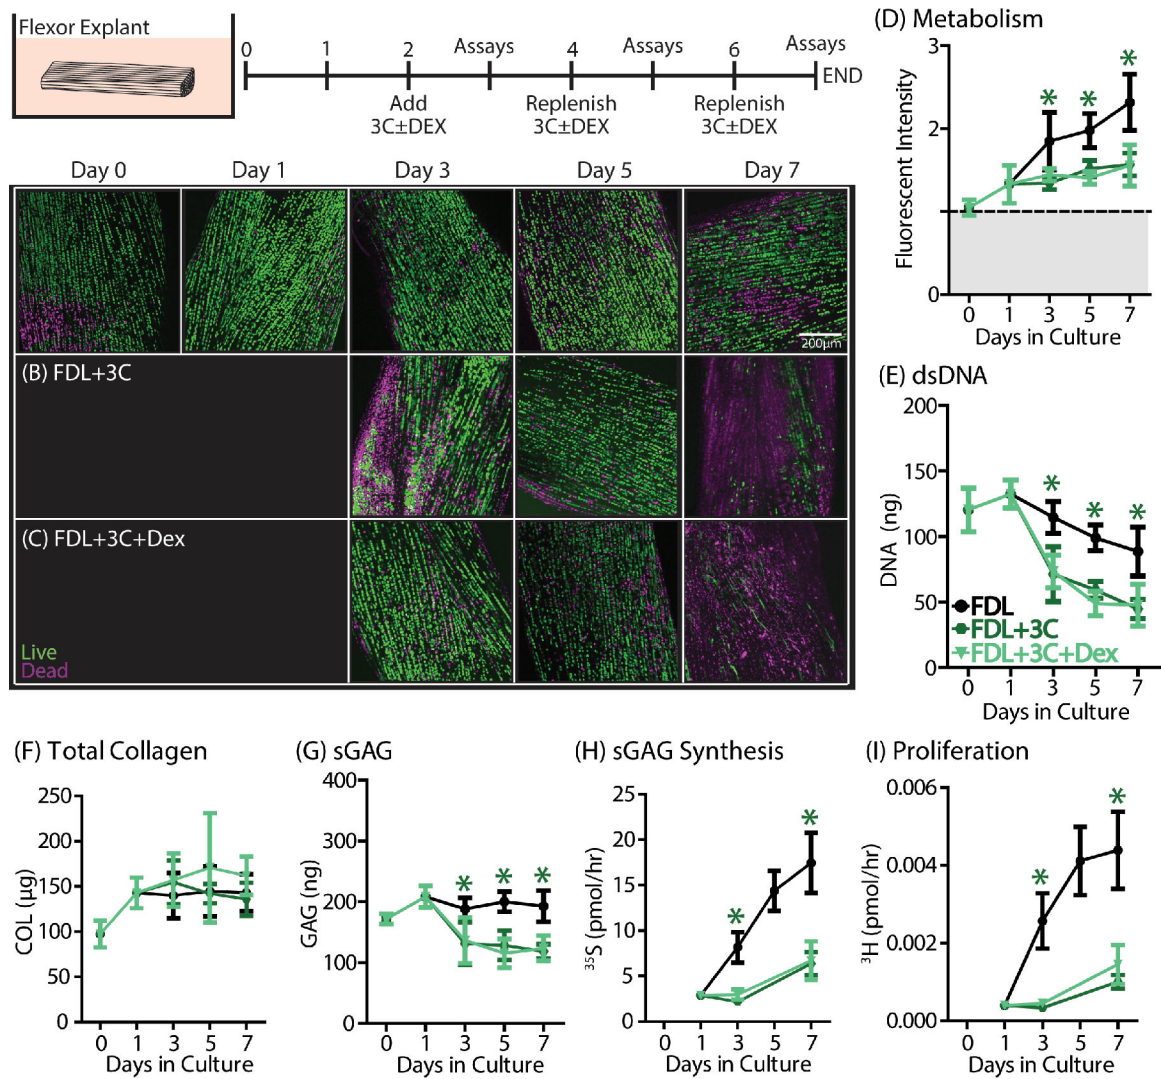 Flexor Explant
0 1 2 Assays 4 Assays 6 Assays
END
Add Replenish Replenish
3C±DEX 3C±DEX 3C±DEX
Day 0 Day 1 Day 3 Day 5 Day 7
200µm
(B) FDL+3C
(C) FDL+3C+Dex
Live
Dead
(D) Metabolism
Fluorescent Intensity
3
*
* *
2
0
0 1 3 5 7
Days in Culture
(E) dsDNA
DNA (ng)
200
150
* * *
100
50
0
FDL
FDL+3C
FDL+3C+Dex
0 1 3 5 7
Days in Culture
(F) Total Collagen
COL (µg)
250
200
150
100
50
0
0 1 3 5 7
Days in Culture
(G) sGAG
GAG (ng)
400
300
* * *
200
100
0
0 1 3 5 7
Days in Culture
(H) sGAG Synthesis
³⁵S (pmol/hr)
25
*
20
15
*
10
5
0
0 1 3 5 7
Days in Culture
(I) Proliferation
³H (pmol/hr)
0.006
*
0.004
*
0.002
0.000
0 1 3 5 7
Days in Culture